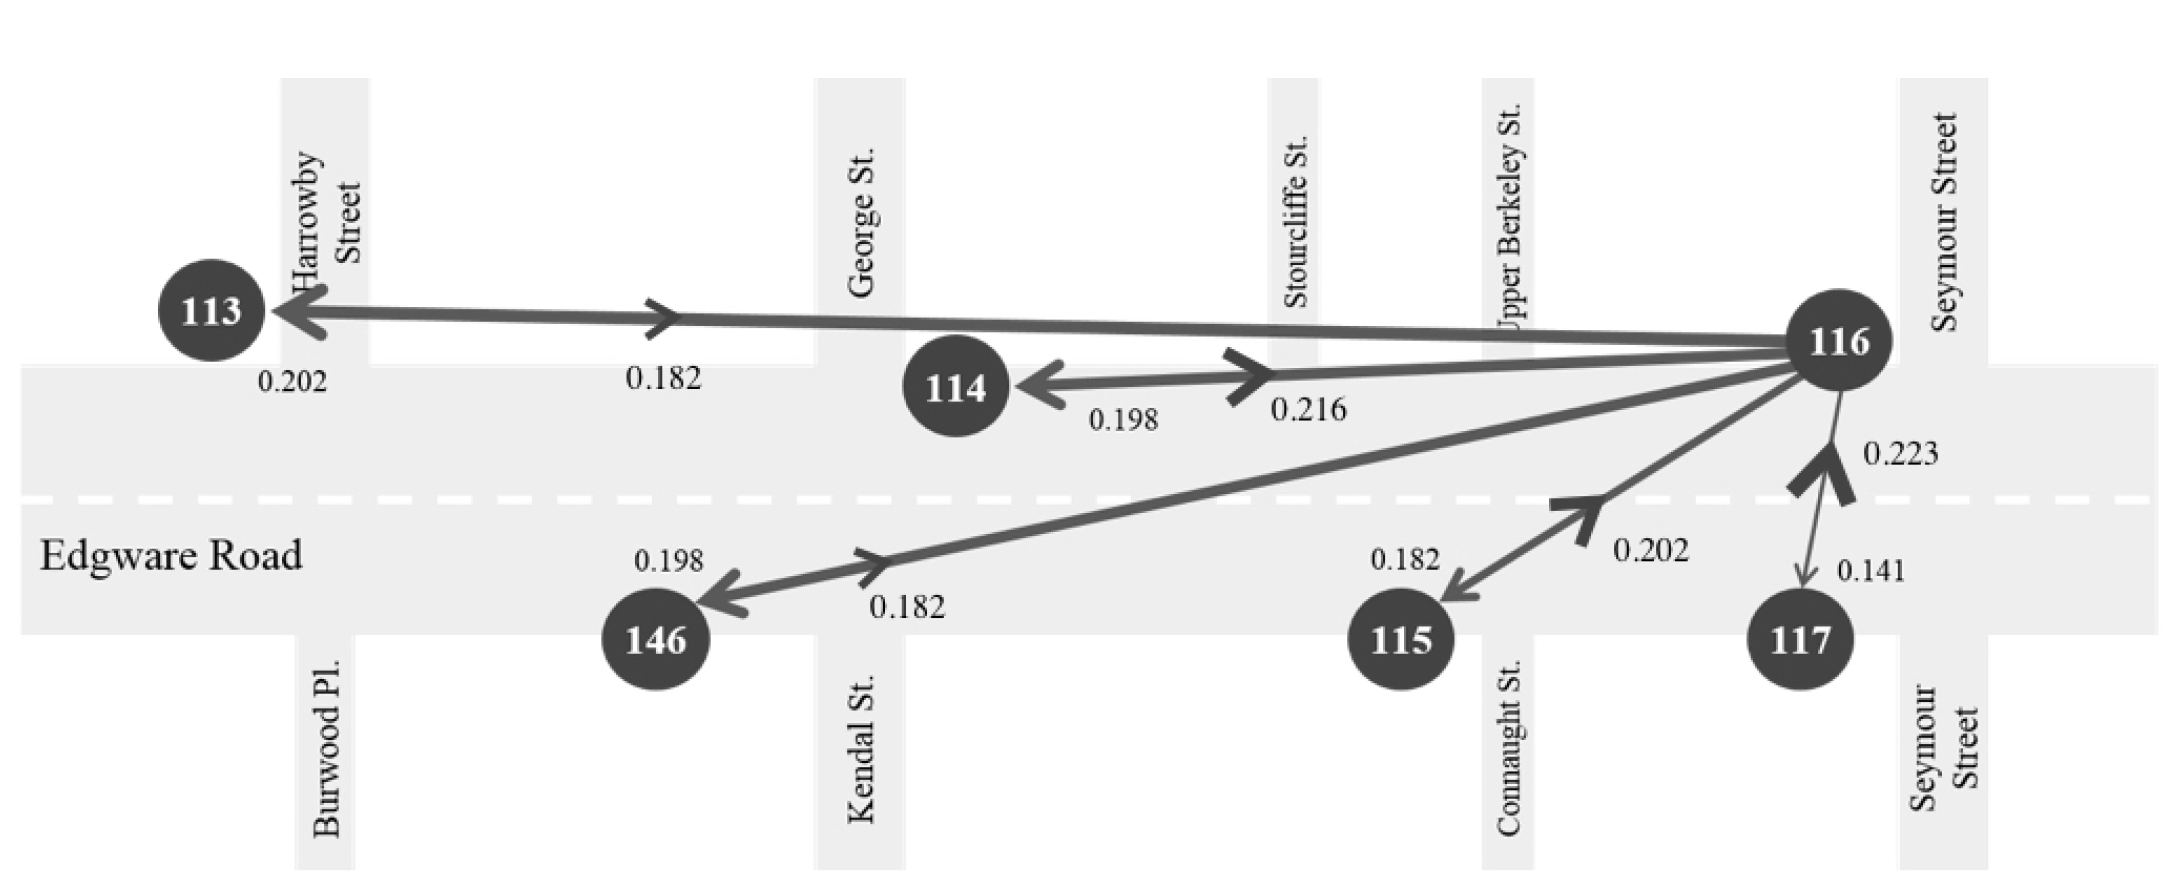 Harrowby
Street
George St.
Stourcliffe St.
Upper Berkeley St.
Seymour Street
113
116
114
0.202
0.182
0.198
0.216
0.223
Edgware Road
0.198
0.182
0.182
0.202
0.141
146
115
117
Burwood Pl.
Kendal St.
Connaught St.
Seymour
Street